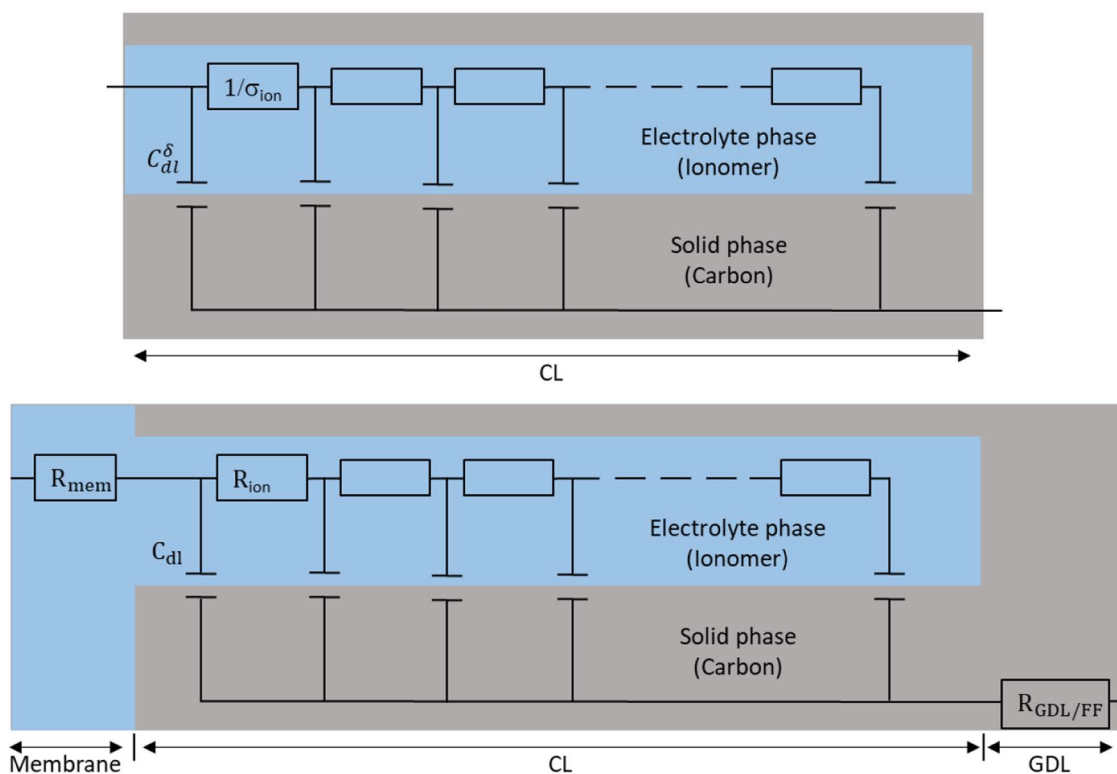 1/σion
C_dl^δ
Electrolyte phase
(Ionomer)
Solid phase
(Carbon)
CL
Rmem
Rion
Cdl
Electrolyte phase
(Ionomer)
Solid phase
(Carbon)
RGDL/FF
Membrane
CL
GDL